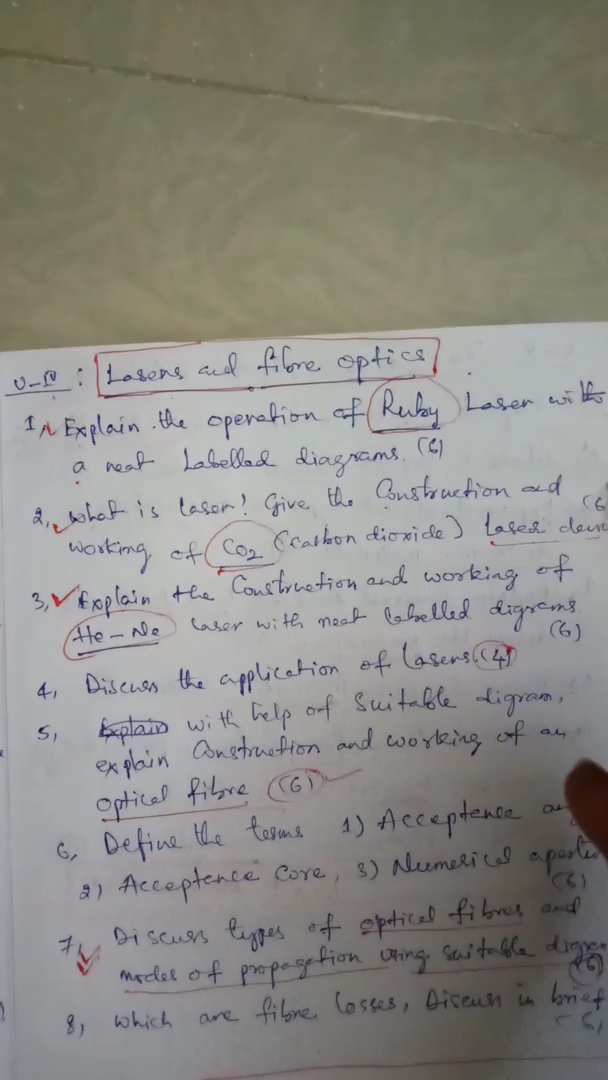 U-IV : Lasers and fibre optics
1, Explain the operation of Ruby Laser with
a neat Labelled diagrams. (6)
2, What is laser? Give the Construction and
working of CO2 (carbon dioxide) Laser (6
3, Explain the Construction and working of
He-Ne laser with neat labelled digrams
(6)
4, Discuss the application of lasers (4)
5, Explain with help of Suitable digram,
explain Construction and working of an
optical fibre (6)
6, Define the terms 1) Acceptence
2) Acceptence Core, 3) Numerical
(6)
7, Discuss types of optical fibres and
modes of propagation using suitable
(6)
8, which are fibre losses, Discuss in brief
(6)